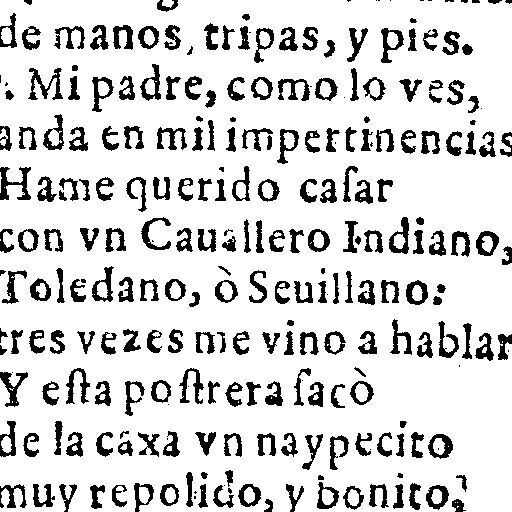 de manos, tripas, y pies.
. Mi padre, como lo ves,
anda en mil impertinencias
Hame querido caſar
con vn Cauallero Indiano,
Toledano, ò Seuillano:
tres vezes me vino a hablar
Y eſta poſtrera ſacò
de la caxa vn naypecito
muy repolido, y bonito,